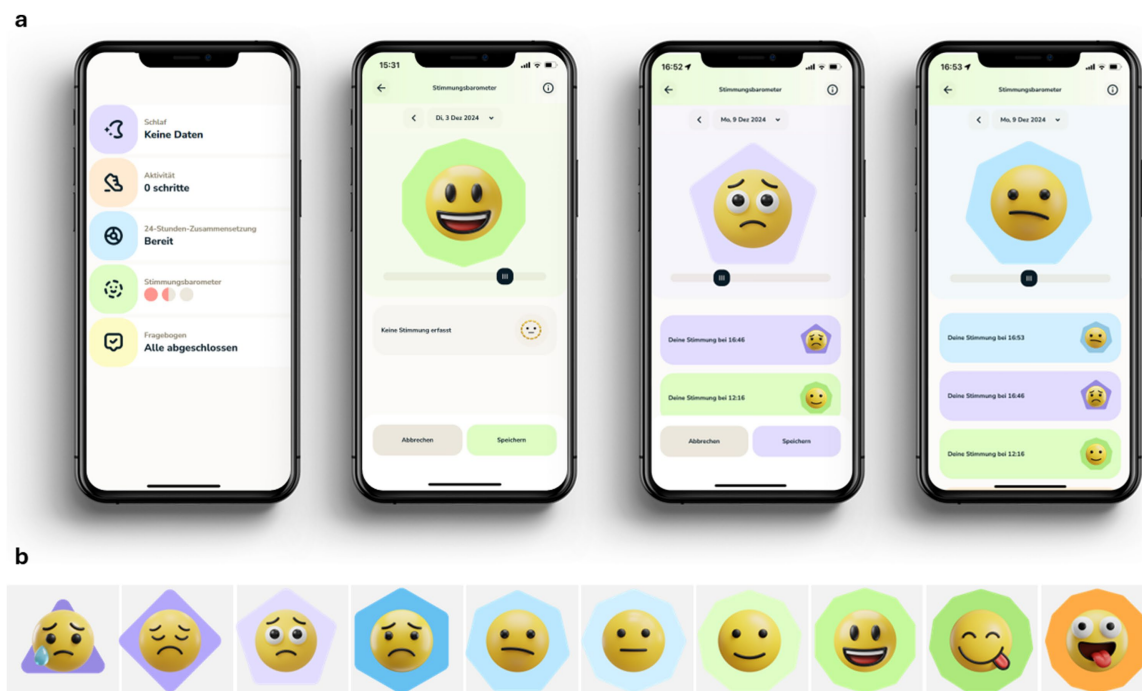 a
Schlaf
Keine Daten
Aktivität
0 schritte
24-Stunden-Zusammensetzung
Bereit
Stimmungsbarometer
Fragebogen
Alle abgeschlossen
15:31
Stimmungsbarometer
Di, 3 Dez 2024
Keine Stimmung erfasst
Abbrechen
Speichern
16:52
Stimmungsbarometer
Mo, 9 Dez 2024
Deine Stimmung bei 16:46
Deine Stimmung bei 12:16
Abbrechen
Speichern
16:53
Stimmungsbarometer
Mo, 9 Dez 2024
Deine Stimmung bei 16:53
Deine Stimmung bei 16:46
Deine Stimmung bei 12:16
b